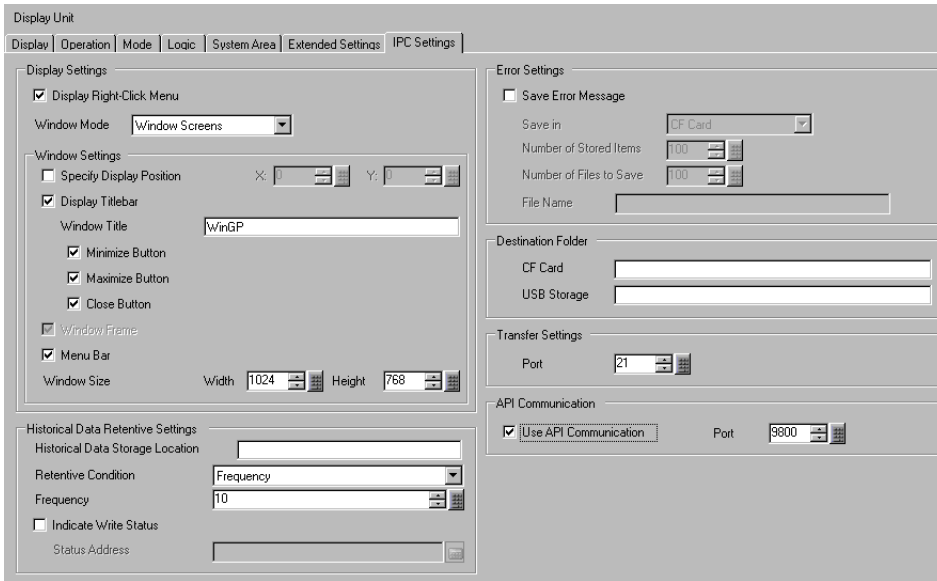 Display Unit
Display Operation Mode Logic System Area Extended Settings IPC Settings
Display Settings
Display Right-Click Menu
Window Mode Window Screens
Window Settings
Specify Display Position X: 0 Y: 0
Display Titlebar
Window Title WinGP
Minimize Button
Maximize Button
Close Button
Window Frame
Menu Bar
Window Size Width 1024 Height 768
Historical Data Retentive Settings
Historical Data Storage Location
Retentive Condition Frequency
Frequency 10
Indicate Write Status
Status Address
Error Settings
Save Error Message
Save in CF Card
Number of Stored Items 100
Number of Files to Save 100
File Name
Destination Folder
CF Card
USB Storage
Transfer Settings
Port 21
API Communication
Use API Communication Port 9800